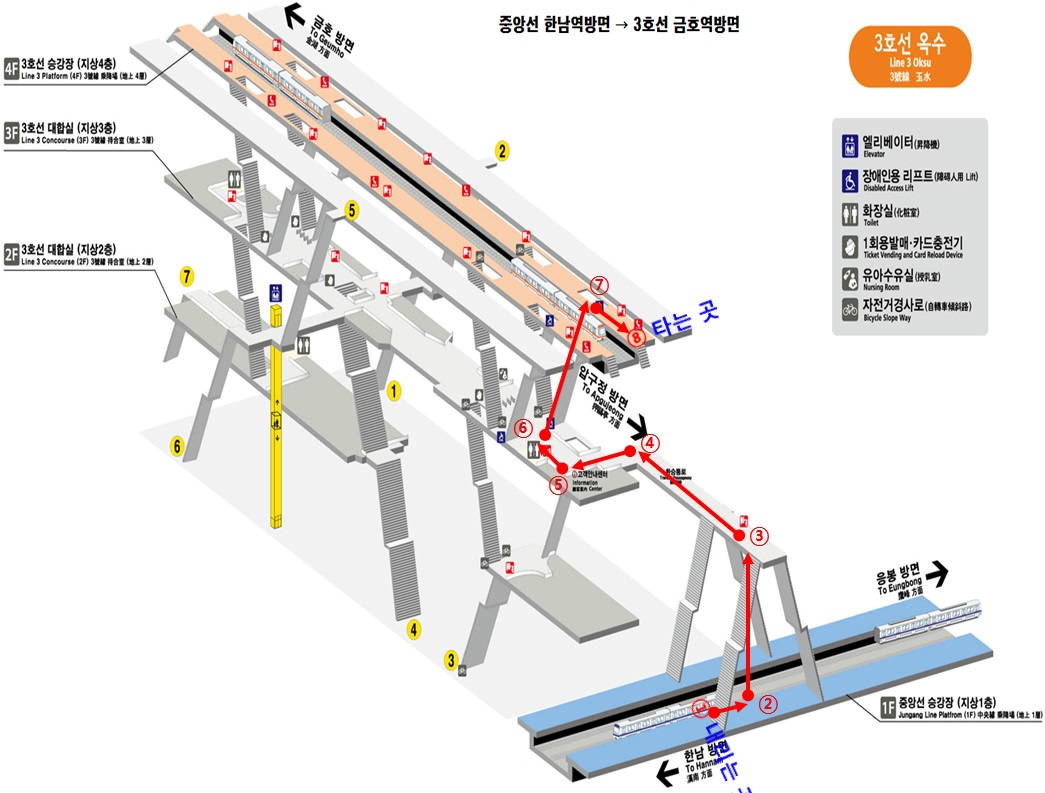 중앙선 한남역방면 → 3호선 금호역방면
금호 방면
To Geumho
金湖 方面
3호선 옥수
Line 3 Oksu
3號線 玉水
4F 3호선 승강장 (지상4층)
Line 3 Platform (4F) 3號線 乘降場 (地上 4層)
3F 3호선 대합실 (지상3층)
Line 3 Concourse (3F) 3號線 待合室 (地上 3層)
2F 3호선 대합실 (지상2층)
Line 3 Concourse (2F) 3號線 待合室 (地上 2層)
엘리베이터(昇降機)
Elevator
장애인용 리프트(障碍人用 Lift)
Disabled Access Lift
화장실(化粧室)
Toilet
1회용발매·카드충전기
Ticket Vending and Card Reload Device
유아수유실(授乳室)
Nursing Room
자전거경사로(自轉車傾斜路)
Bicycle Slope Way
2
5
7
1
6
4
3
⑦
⑧
타는 곳
압구정 방면
To Apgujeong
狎鷗亭 方面
⑥
④
⑤
ⓘ고객안내센터
Information
顧客案內 Center
환승통로
③
②
내리는
응봉 방면
To Eungbong
鷹峰 方面
한남 방면
To Hannam
漢南 方面
1F 중앙선 승강장 (지상1층)
Jungang Line Platfrom (1F) 中央線 乘降場 (地上 1層)